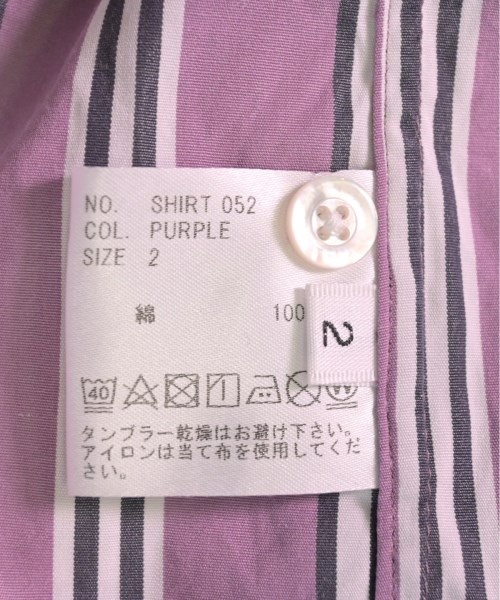 NO. SHIRT 052
COL. PURPLE
SIZE 2
綿 100
2
40
W
タンブラー乾燥はお避け下さい。
アイロンは当て布を使用してくだ
さい。